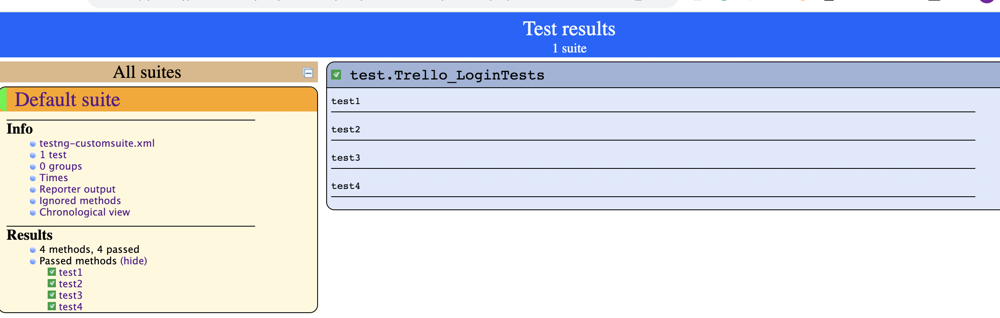 Test results
1 suite
All suites
Default suite
Info
testng-customsuite.xml
1 test
0 groups
Times
Reporter output
Ignored methods
Chronological view
Results
4 methods, 4 passed
Passed methods (hide)
test1
test2
test3
test4
test.Trello_LoginTests
test1
test2
test3
test4